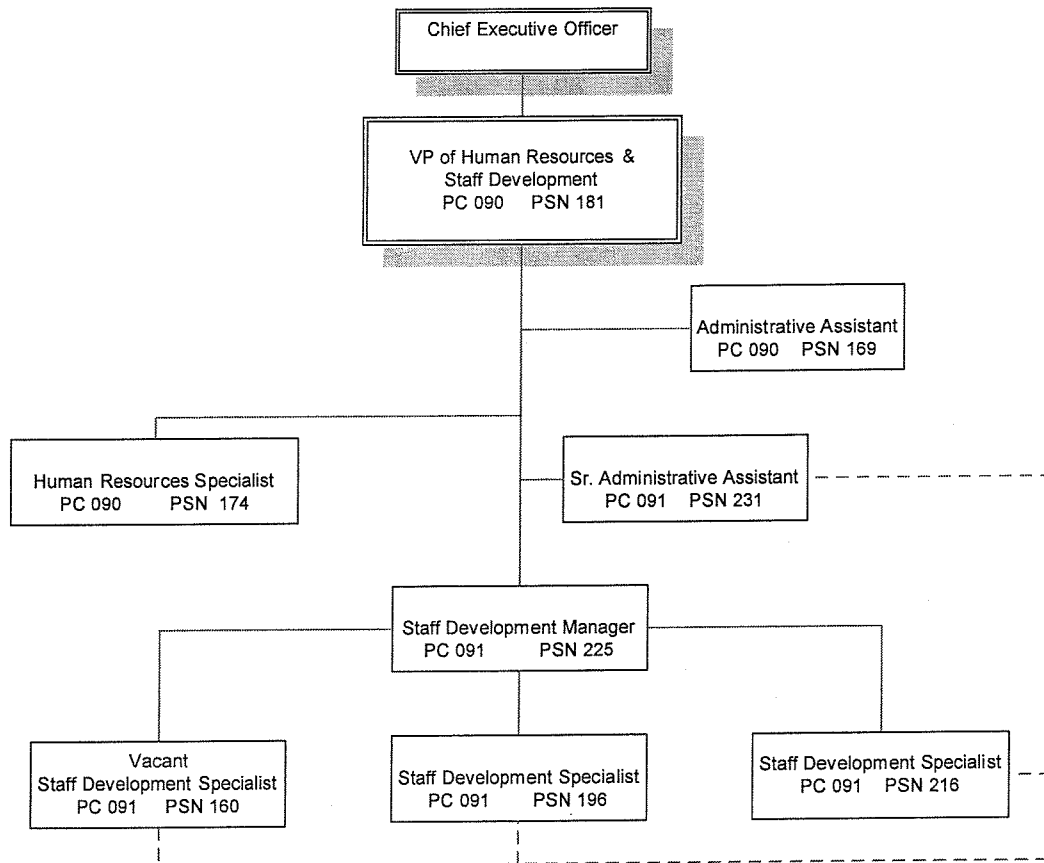 Chief Executive Officer
VP of Human Resources &
Staff Development
PC 090 PSN 181
Administrative Assistant
PC 090 PSN 169
Human Resources Specialist
PC 090 PSN 174
Sr. Administrative Assistant
PC 091 PSN 231
Staff Development Manager
PC 091 PSN 225
Vacant
Staff Development Specialist
PC 091 PSN 160
Staff Development Specialist
PC 091 PSN 196
Staff Development Specialist
PC 091 PSN 216